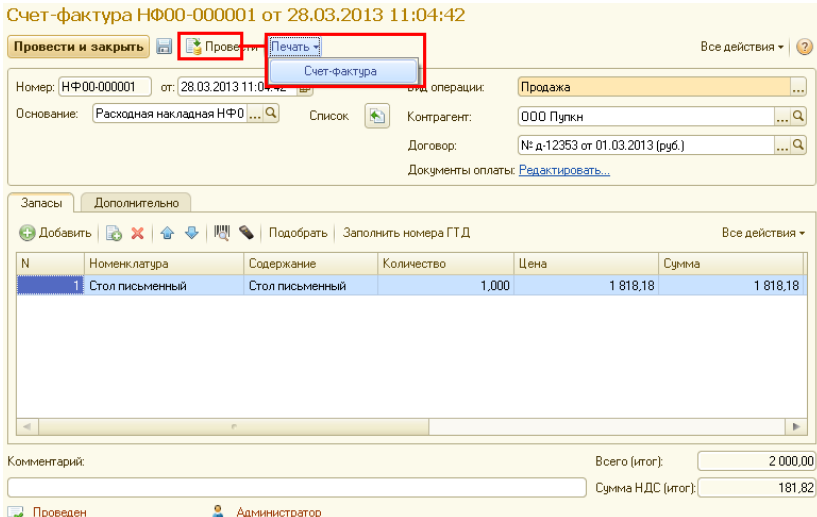 Счет-фактура НФ00-000001 от 28.03.2013 11:04:42
Провести и закрыть Провести Печать Все действия ?
Счет-фактура
Номер: НФ00-000001 от: 28.03.2013 11:04:42 Вид операции: Продажа ...
Основание: Расходная накладная НФ0 ... Список Контрагент: ООО Пупкн ...
Договор: № д-12353 от 01.03.2013 (руб.) ...
Документы оплаты: Редактировать...
Запасы Дополнительно
Добавить Подобрать Заполнить номера ГТД Все действия
N Номенклатура Содержание Количество Цена Сумма
1 Стол письменный Стол письменный 1,000 1 818,18 1 818,18
Комментарий: Всего (итог): 2 000,00
Сумма НДС (итог): 181,82
Проведен Администратор